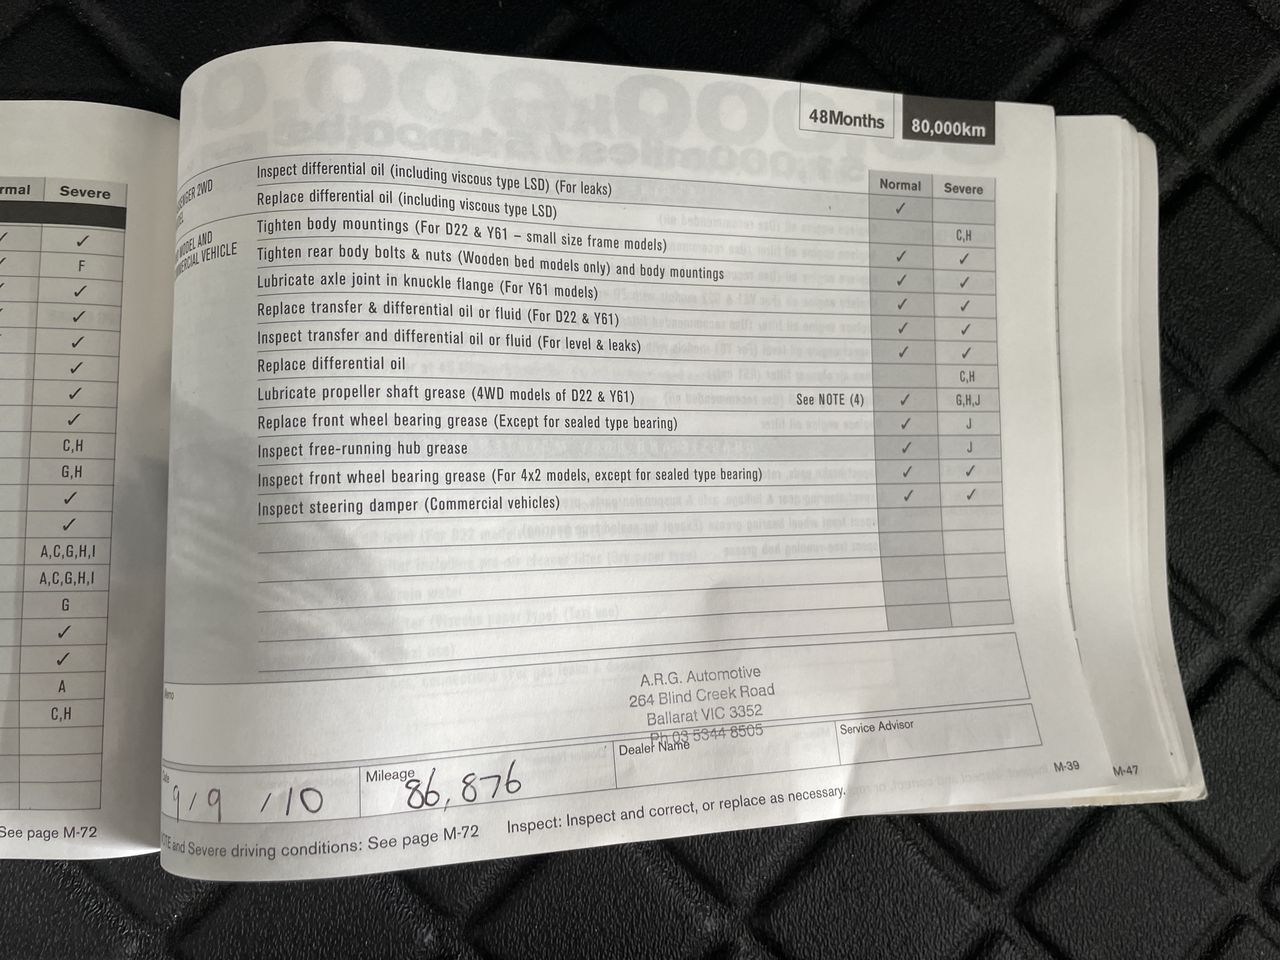 rmal Severe
✓ ✓
✓ F
✓ ✓
✓ ✓
✓ ✓
✓
✓
✓
C,H
G,H
✓
✓
A,C,G,H,I
A,C,G,H,I
G
✓
✓
A
C,H
See page M-72
48Months 80,000km
Normal Severe
Inspect differential oil (including viscous type LSD) (For leaks) ✓
Replace differential oil (including viscous type LSD) C,H
Tighten body mountings (For D22 & Y61 – small size frame models) ✓ ✓
Tighten rear body bolts & nuts (Wooden bed models only) and body mountings ✓ ✓
Lubricate axle joint in knuckle flange (For Y61 models) ✓ ✓
Replace transfer & differential oil or fluid (For D22 & Y61) ✓ ✓
Inspect transfer and differential oil or fluid (For level & leaks) ✓ ✓
Replace differential oil C,H
Lubricate propeller shaft grease (4WD models of D22 & Y61) See NOTE (4) ✓ G,H,J
Replace front wheel bearing grease (Except for sealed type bearing) ✓ J
Inspect free-running hub grease ✓ J
Inspect front wheel bearing grease (For 4x2 models, except for sealed type bearing) ✓ ✓
Inspect steering damper (Commercial vehicles) ✓ ✓
A.R.G. Automotive
264 Blind Creek Road
Ballarat VIC 3352
Ph 03 5344 8505
Mileage Dealer Name Service Advisor
9/9/10 86,876
and Severe driving conditions: See page M-72 Inspect: Inspect and correct, or replace as necessary.
M-39
M-47